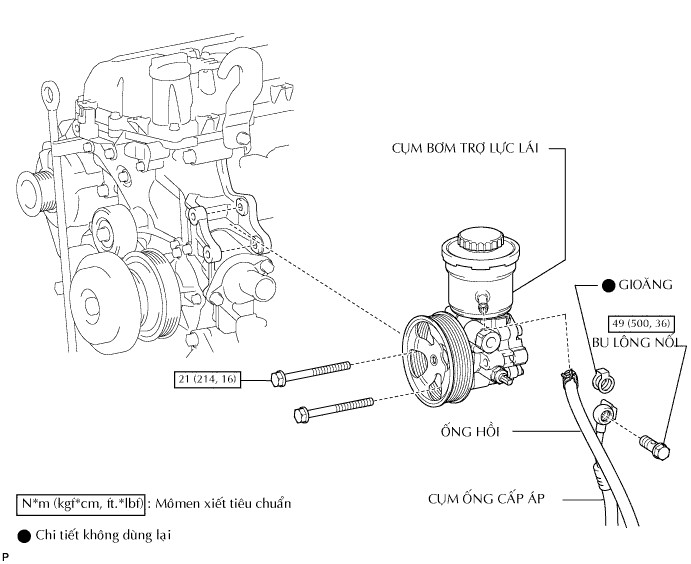 CỤM BƠM TRỢ LỰC LÁI
● GIOĂNG
49 (500, 36)
BU LÔNG NỐI
21 (214, 16)
ỐNG HỒI
CỤM ỐNG CẤP ÁP
N*m (kgf*cm, ft.*lbf) : Mômen xiết tiêu chuẩn
● Chi tiết không dùng lại
P